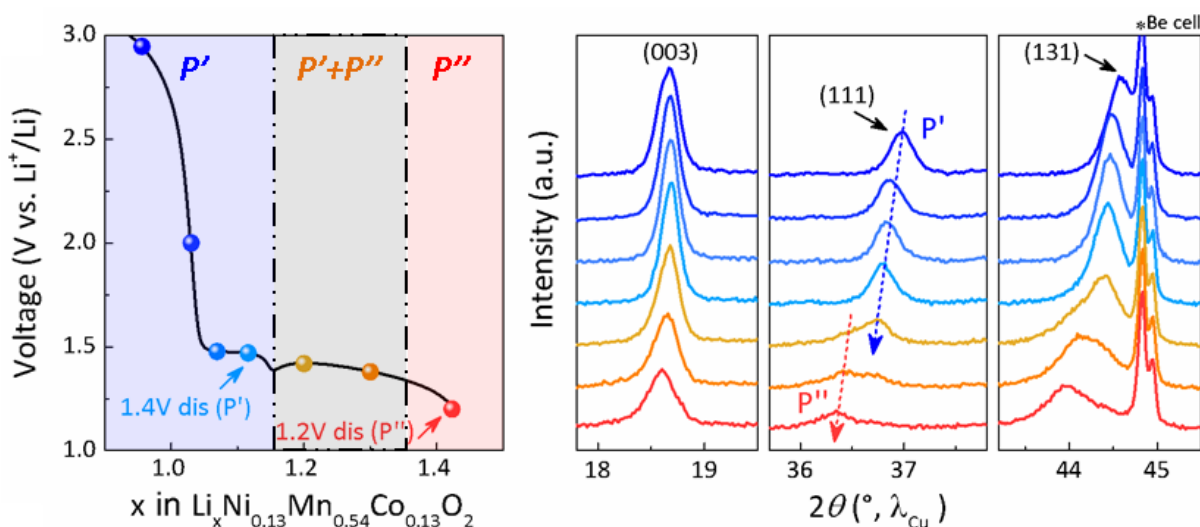 3.0
2.5
2.0
1.5
1.0
Voltage (V vs. Li⁺/Li)
P'
P'+P''
P''
1.4V dis (P')
1.2V dis (P'')
1.0
1.2
1.4
x in LiₓNi₀.₁₃Mn₀.₅₄Co₀.₁₃O₂
*Be cell
(003)
(111)
(131)
P'
P''
Intensity (a.u.)
18
19
36
37
44
45
2θ (°, λCu)